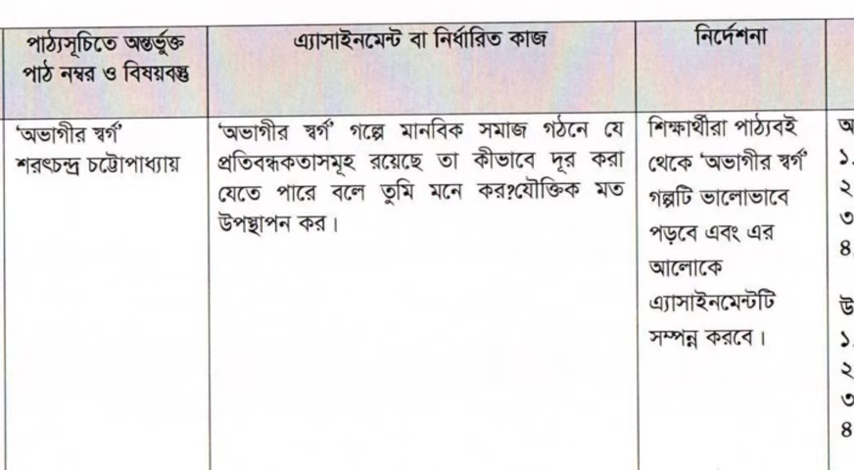 পাঠ্যসূচিতে অন্তর্ভুক্ত
পাঠ নম্বর ও বিষয়বস্তু
এ্যাসাইনমেন্ট বা নির্ধারিত কাজ
নির্দেশনা
‘অভাগীর স্বর্গ’
শরৎচন্দ্র চট্টোপাধ্যায়
‘অভাগীর স্বর্গ’ গল্পে মানবিক সমাজ গঠনে যে
প্রতিবন্ধকতাসমূহ রয়েছে তা কীভাবে দূর করা
যেতে পারে বলে তুমি মনে কর?যৌক্তিক মত
উপস্থাপন কর।
শিক্ষার্থীরা পাঠ্যবই
থেকে ‘অভাগীর স্বর্গ’
গল্পটি ভালোভাবে
পড়বে এবং এর
আলোকে
এ্যাসাইনমেন্টটি
সম্পন্ন করবে।
অ
১.
২
৩
৪.
উ
১.
২
৩
৪